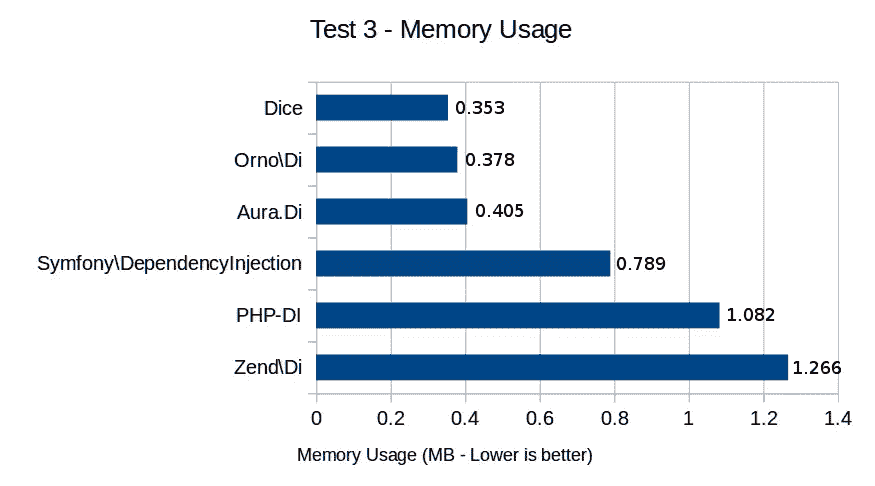 Test 3 - Memory Usage
Dice 0.353
Orno\Di 0.378
Aura.Di 0.405
Symfony\DependencyInjection 0.789
PHP-DI 1.082
Zend\Di 1.266
0 0.2 0.4 0.6 0.8 1 1.2 1.4
Memory Usage (MB - Lower is better)